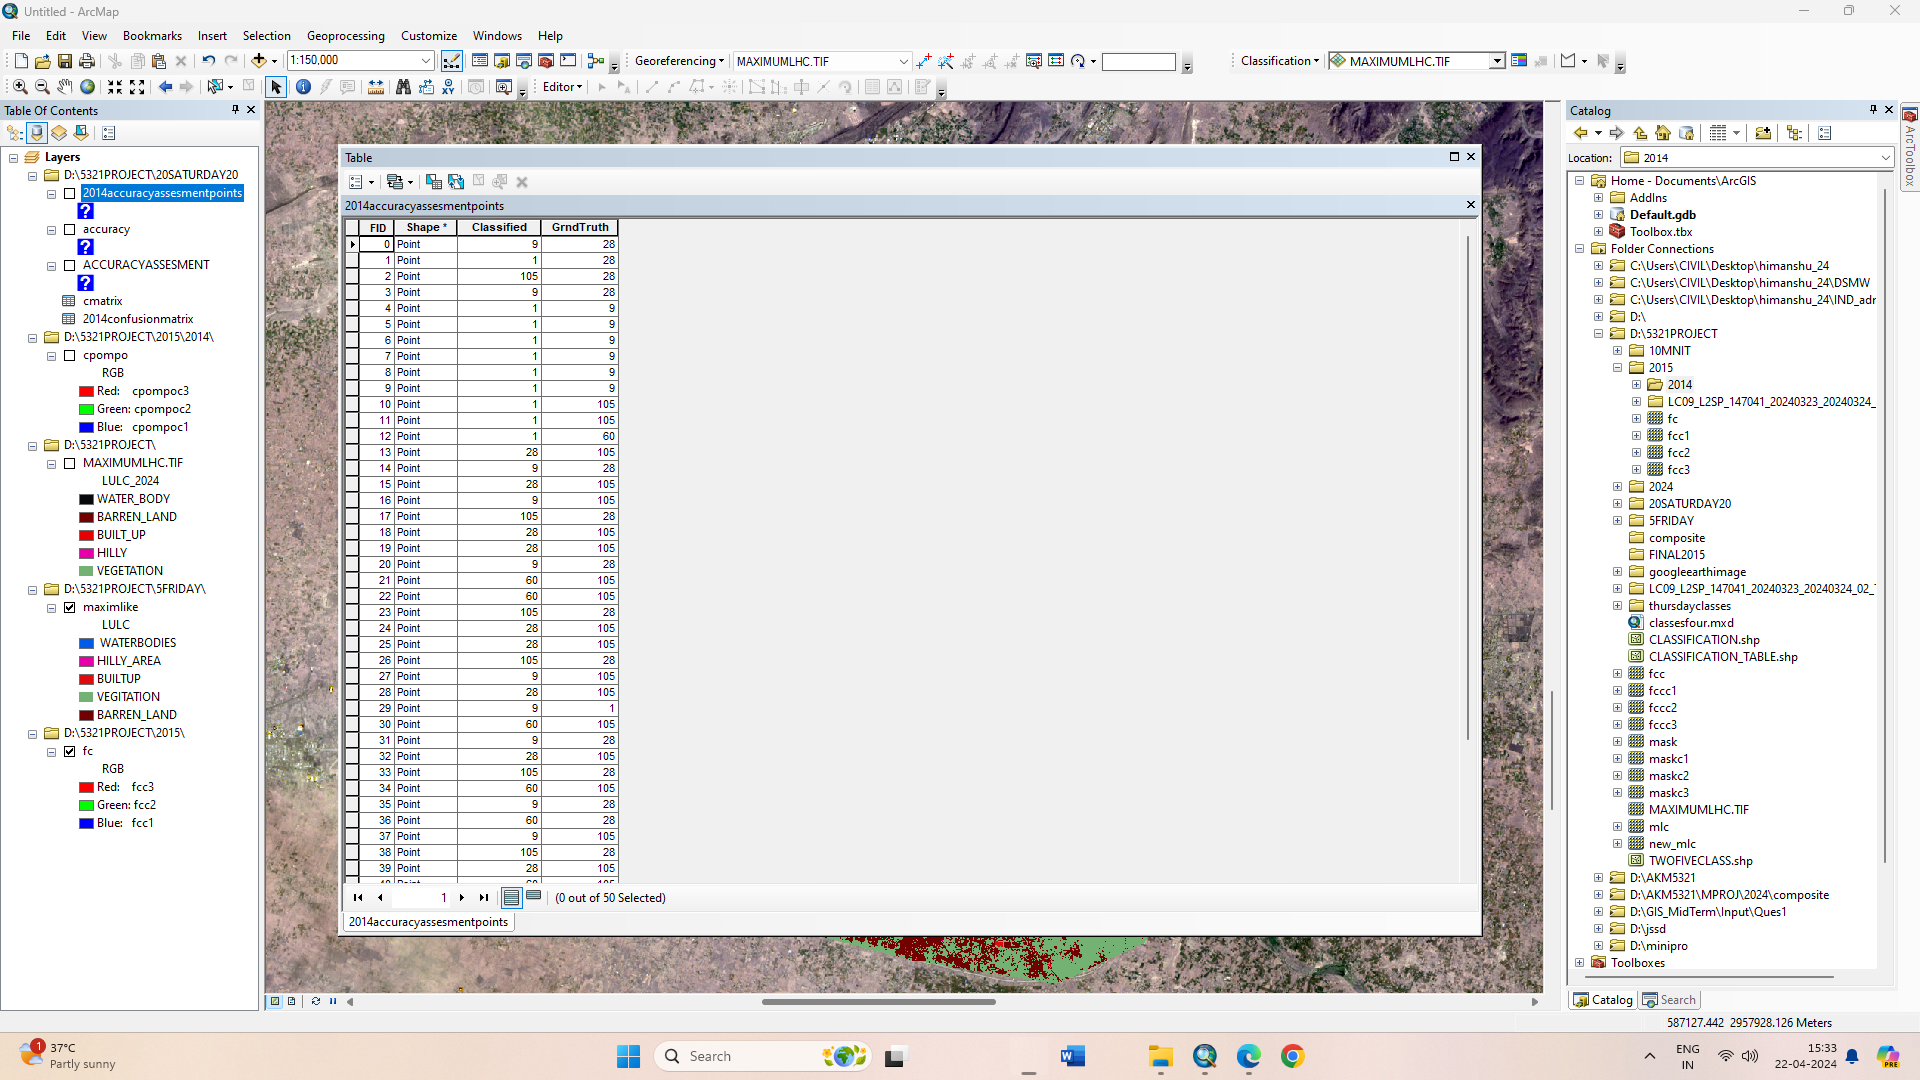 Untitled - ArcMap
File Edit View Bookmarks Insert Selection Geoprocessing Customize Windows Help
1:150,000 Georeferencing MAXIMUMLHC.TIF Classification MAXIMUMLHC.TIF
Editor
Table Of Contents
Layers
D:\5321PROJECT\20SATURDAY20
2014accuracyassesmentpoints
?
accuracy
?
ACCURACYASSESMENT
?
cmatrix
2014confusionmatrix
D:\5321PROJECT\2015\2014\
cpompo
RGB
Red: cpompoc3
Green: cpompoc2
Blue: cpompoc1
D:\5321PROJECT\
MAXIMUMLHC.TIF
LULC_2024
WATER_BODY
BARREN_LAND
BUILT_UP
HILLY
VEGETATION
D:\5321PROJECT\5FRIDAY\
maximlike
LULC
WATERBODIES
HILLY_AREA
BUILTUP
VEGITATION
BARREN_LAND
D:\5321PROJECT\2015\
fc
RGB
Red: fcc3
Green: fcc2
Blue: fcc1
Table
2014accuracyassesmentpoints
FID Shape * Classified GrndTruth
0 Point 9 28
1 Point 1 28
2 Point 105 28
3 Point 9 28
4 Point 1 9
5 Point 1 9
6 Point 1 9
7 Point 1 9
8 Point 1 9
9 Point 1 9
10 Point 1 105
11 Point 1 105
12 Point 1 60
13 Point 28 105
14 Point 9 28
15 Point 28 105
16 Point 9 105
17 Point 105 28
18 Point 28 105
19 Point 28 105
20 Point 9 28
21 Point 60 105
22 Point 60 105
23 Point 105 28
24 Point 28 105
25 Point 28 105
26 Point 105 28
27 Point 9 105
28 Point 28 105
29 Point 9 1
30 Point 60 105
31 Point 9 28
32 Point 28 105
33 Point 105 28
34 Point 60 105
35 Point 9 28
36 Point 60 28
37 Point 9 105
38 Point 105 28
39 Point 28 105
1 (0 out of 50 Selected)
2014accuracyassesmentpoints
Catalog
Location: 2014
Home - Documents\ArcGIS
AddIns
Default.gdb
Toolbox.tbx
Folder Connections
C:\Users\CIVIL\Desktop\himanshu_24
C:\Users\CIVIL\Desktop\himanshu_24\DSMW
C:\Users\CIVIL\Desktop\himanshu_24\IND_adr
D:\
D:\5321PROJECT
10MNIT
2015
2014
LC09_L2SP_147041_20240323_20240324_
fc
fcc1
fcc2
fcc3
2024
20SATURDAY20
5FRIDAY
composite
FINAL2015
googleearthimage
LC09_L2SP_147041_20240323_20240324_02_
thursdayclasses
classesfour.mxd
CLASSIFICATION.shp
CLASSIFICATION_TABLE.shp
fcc
fccc1
fccc2
fccc3
mask
maskc1
maskc2
maskc3
MAXIMUMLHC.TIF
mlc
new_mlc
TWOFIVECLASS.shp
D:\AKM5321
D:\AKM5321\MPROJ\2024\composite
D:\GIS_MidTerm\Input\Ques1
D:\jssd
D:\minipro
Toolboxes
Catalog Search
ArcToolbox
587127.442 2957928.126 Meters
1
37°C
Partly sunny
Search
ENG
IN
15:33
22-04-2024
PRE